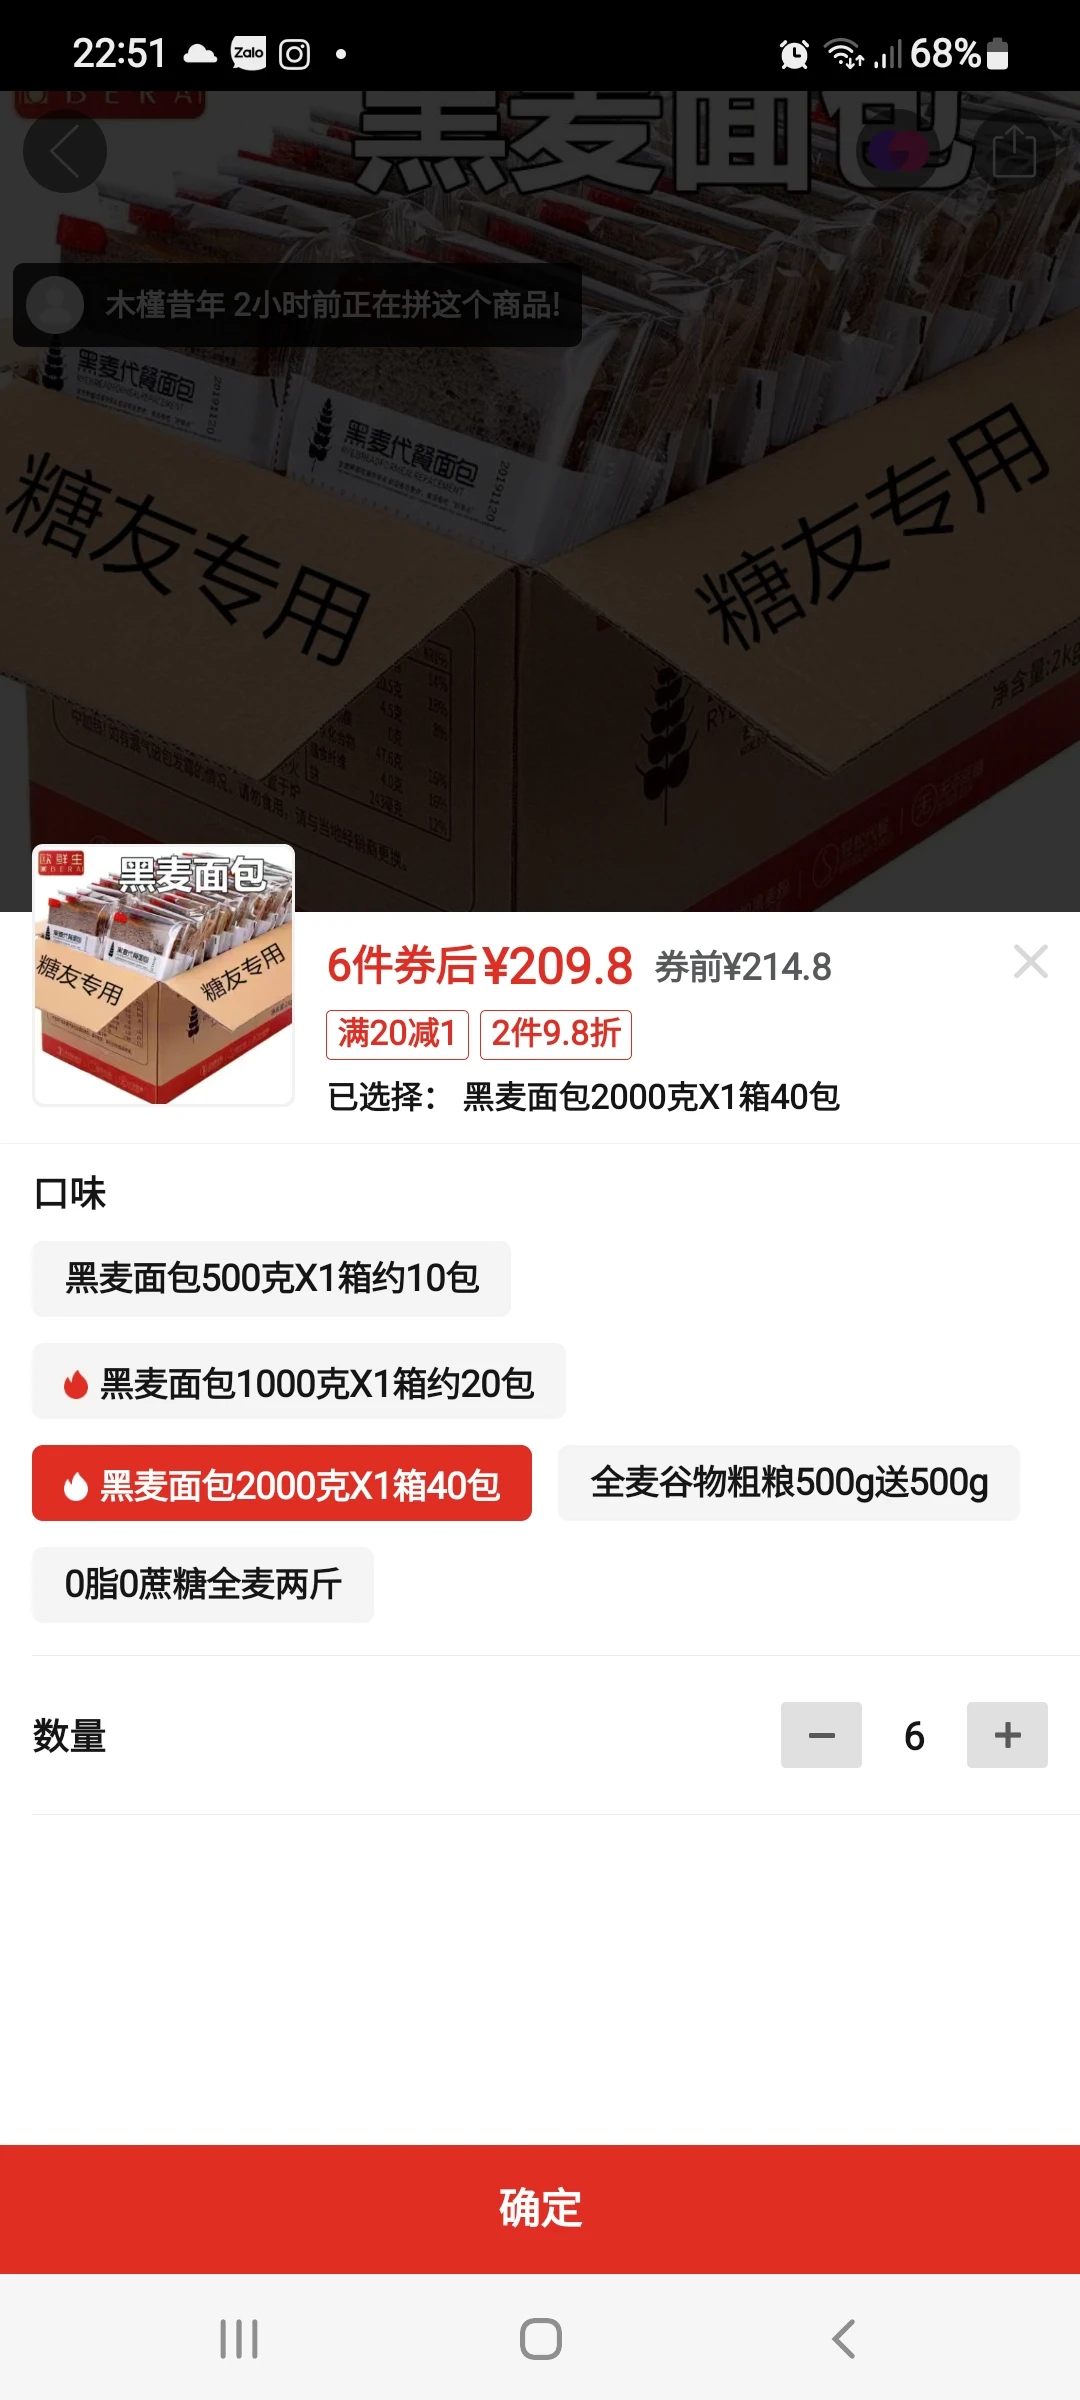 22:51 Zalo 68%
BERAI
黑麦面包
木槿昔年 2小时前正在拼这个商品!
黑麦代餐面包
20191120
黑麦代餐面包
20191120
糖友专用
糖友专用
净含量:2kg
欧鲜生
黑麦面包
糖友专用
糖友专用
6件券后¥209.8 券前¥214.8
满20减1 2件9.8折
已选择： 黑麦面包2000克X1箱40包
口味
黑麦面包500克X1箱约10包
黑麦面包1000克X1箱约20包
黑麦面包2000克X1箱40包 全麦谷物粗粮500g送500g
0脂0蔗糖全麦两斤
数量 － 6 +
确定